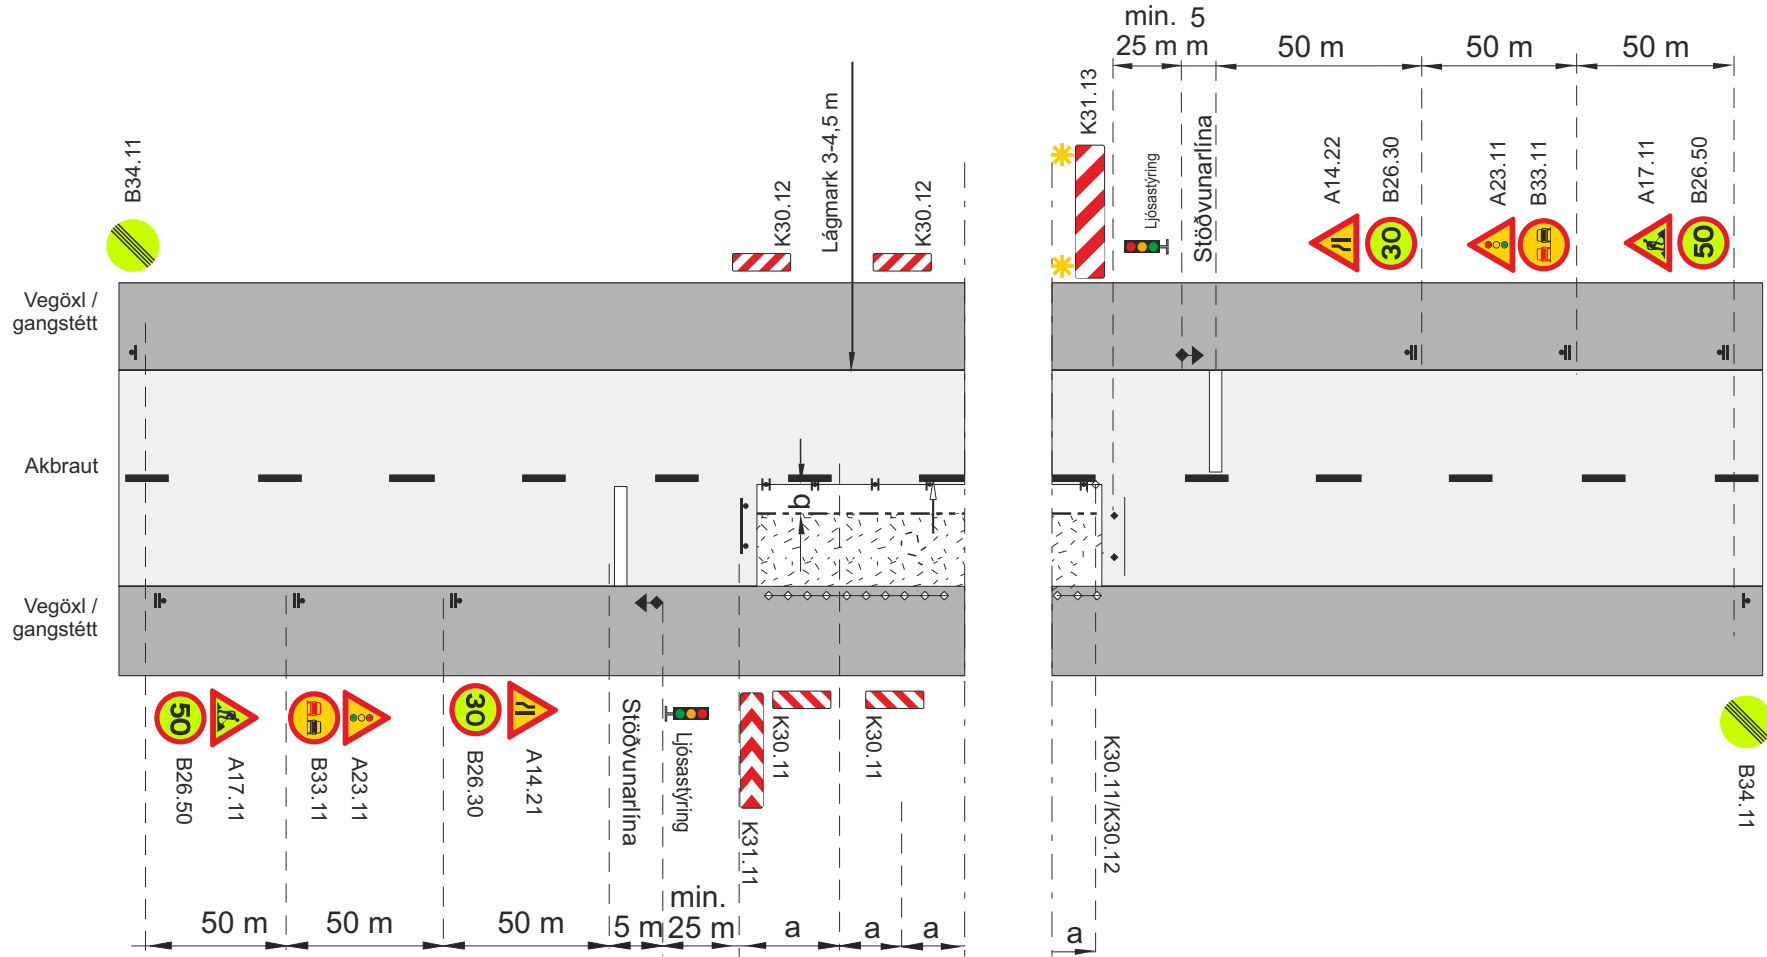 min. 5
25 m m
50 m
50 m
50 m
B34.11
K30.12
Lágmark 3-4,5 m
K30.12
K31.13
Ljósastýring
Stöðvunarlína
A14.22
B26.30
A23.11
B33.11
A17.11
B26.50
30
50
Vegöxl /
gangstétt
Akbraut
b
Vegöxl /
gangstétt
50
B26.50
A17.11
B33.11
A23.11
30
B26.30
A14.21
Stöðvunarlína
Ljósastýring
K31.11
K30.11
K30.11
K30.11/K30.12
B34.11
50 m
50 m
50 m
5 m
min.
25 m
a
a
a
a